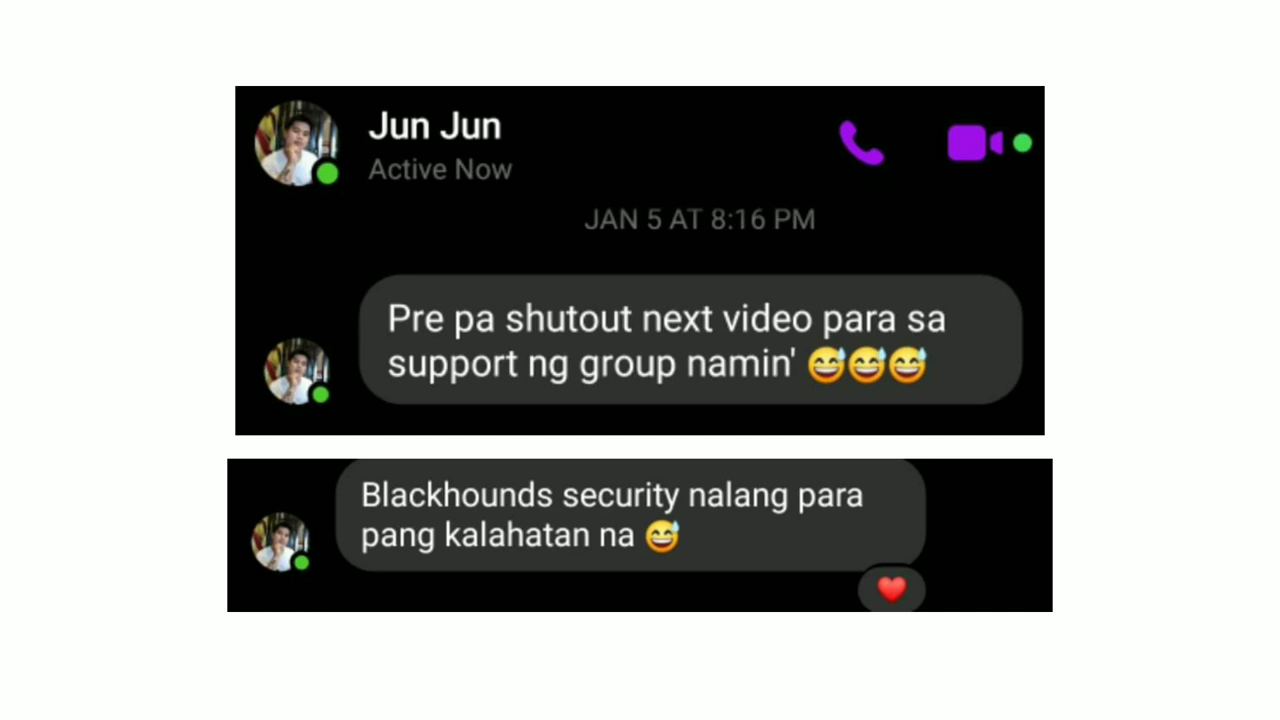 Jun Jun
Active Now
JAN 5 AT 8:16 PM
Pre pa shutout next video para sa
support ng group namin' 😅😅😅
Blackhounds security nalang para
pang kalahatan na 😅